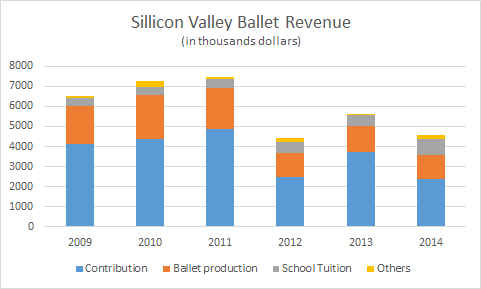 Sillicon Valley Ballet Revenue
(in thousands dollars)
8000
7000
6000
5000
4000
3000
2000
1000
0
2009 2010 2011 2012 2013 2014
Contribution Ballet production School Tuition Others